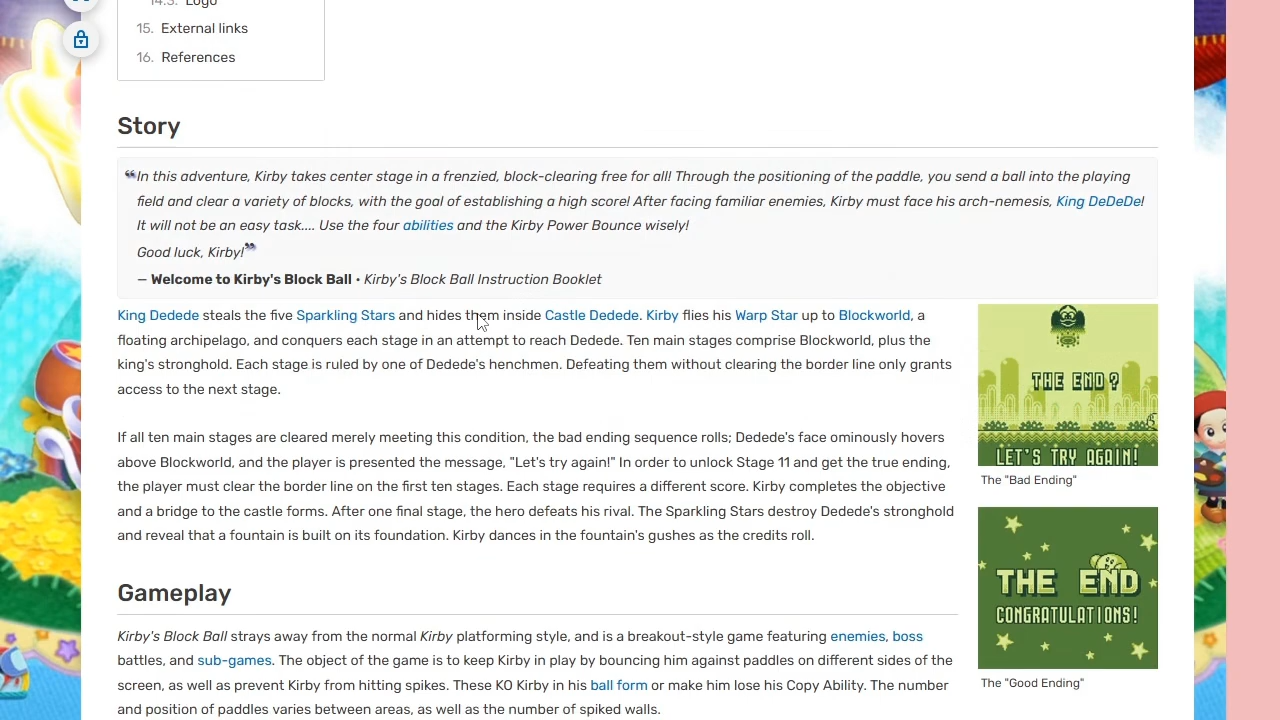 14.3. Logo
15. External links
16. References
Story
❝In this adventure, Kirby takes center stage in a frenzied, block-clearing free for all! Through the positioning of the paddle, you send a ball into the playing
field and clear a variety of blocks, with the goal of establishing a high score! After facing familiar enemies, Kirby must face his arch-nemesis, King DeDeDe!
It will not be an easy task.... Use the four abilities and the Kirby Power Bounce wisely!
Good luck, Kirby!❞
— Welcome to Kirby's Block Ball • Kirby's Block Ball Instruction Booklet
King Dedede steals the five Sparkling Stars and hides them inside Castle Dedede. Kirby flies his Warp Star up to Blockworld, a
floating archipelago, and conquers each stage in an attempt to reach Dedede. Ten main stages comprise Blockworld, plus the
king's stronghold. Each stage is ruled by one of Dedede's henchmen. Defeating them without clearing the border line only grants
access to the next stage.
If all ten main stages are cleared merely meeting this condition, the bad ending sequence rolls; Dedede's face ominously hovers
above Blockworld, and the player is presented the message, "Let's try again!" In order to unlock Stage 11 and get the true ending,
the player must clear the border line in the first ten stages. Each stage requires a different score. Kirby completes the objective
and a bridge to the castle forms. After one final stage, the hero defeats his rival. The Sparkling Stars destroy Dedede's stronghold
and reveal that a fountain is built on its foundation. Kirby dances in the fountain's gushes as the credits roll.
THE END?
LET'S TRY AGAIN!
The "Bad Ending"
THE END
CONGRATULATIONS!
The "Good Ending"
Gameplay
Kirby's Block Ball strays away from the normal Kirby platforming style, and is a breakout-style game featuring enemies, boss
battles, and sub-games. The object of the game is to keep Kirby in play by bouncing him against paddles on different sides of the
screen, as well as prevent Kirby from hitting spikes. These KO Kirby in his ball form or make him lose his Copy Ability. The number
and position of paddles varies between areas, as well as the number of spiked walls.